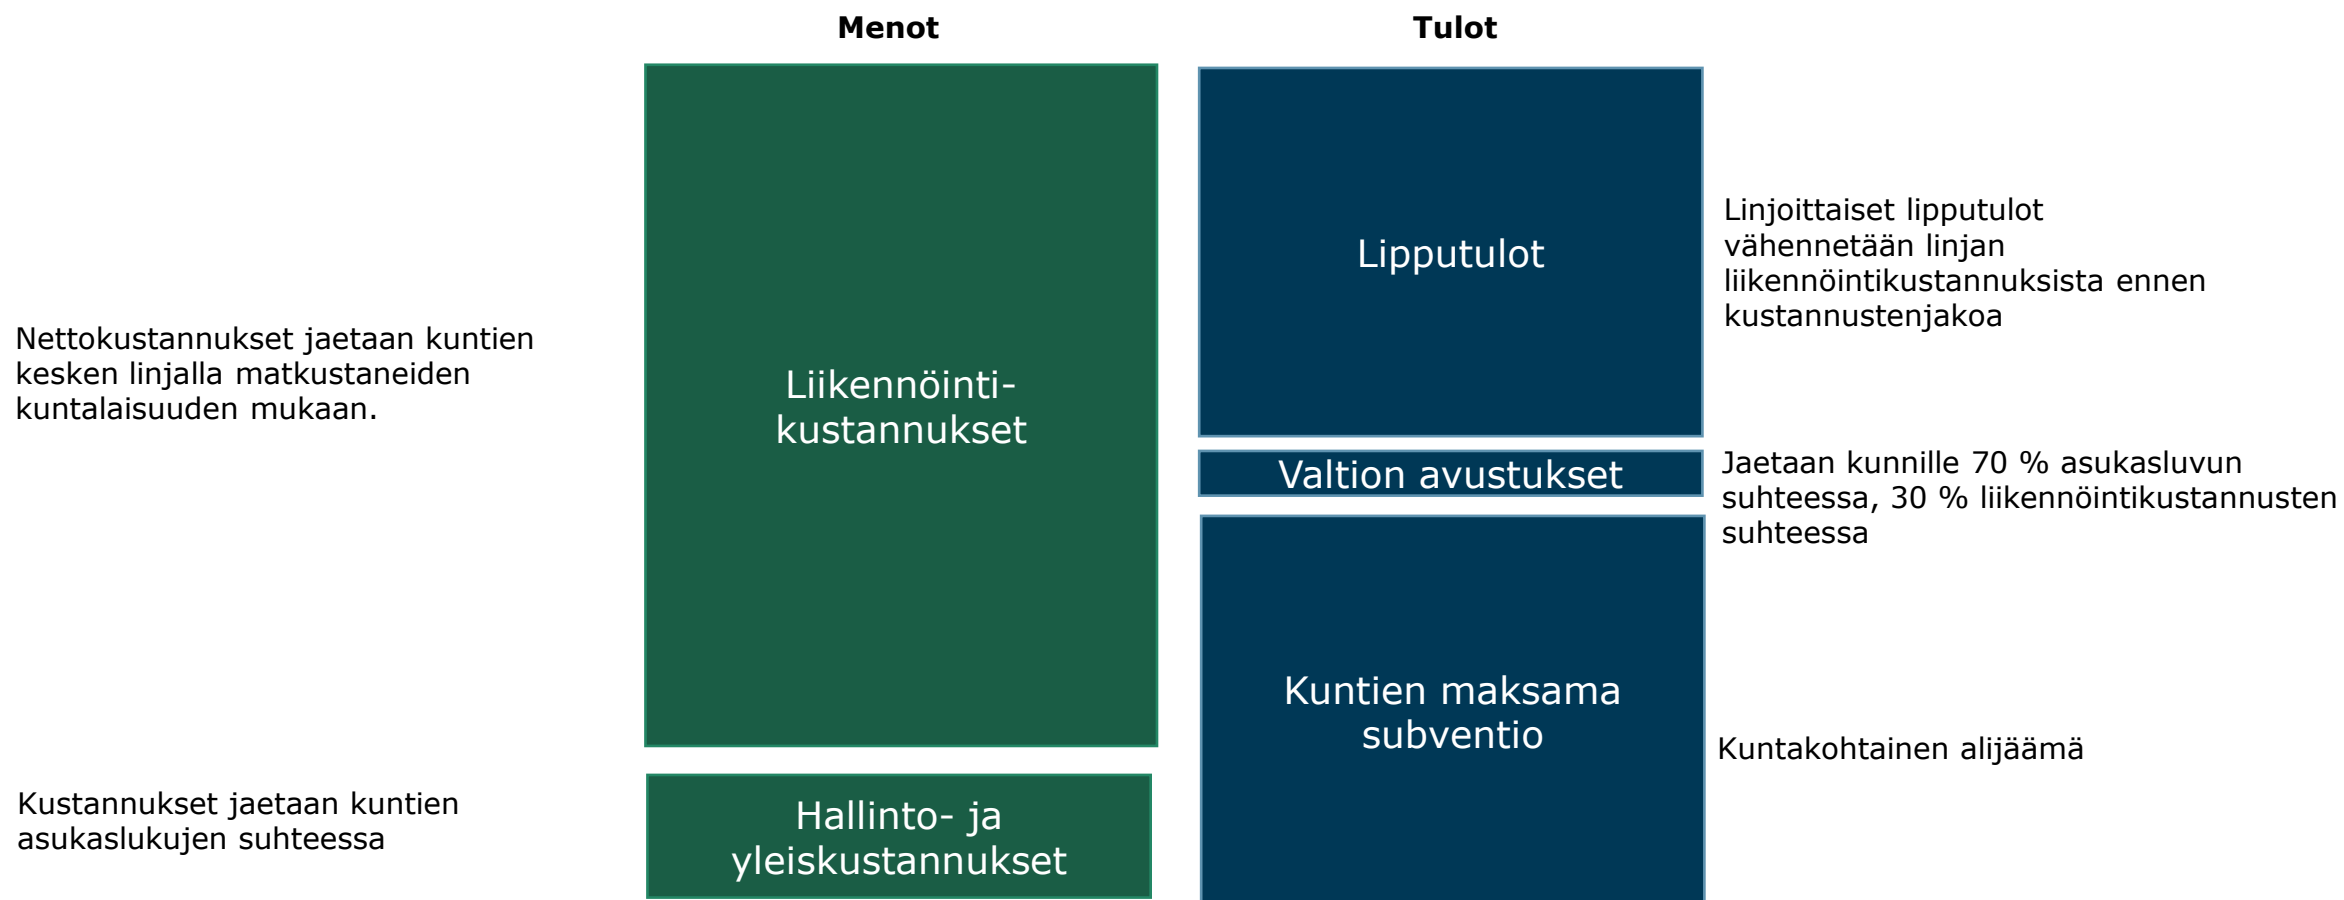 Menot
Tulot
Nettokustannukset jaetaan kuntien
kesken linjalla matkustaneiden
kuntalaisuuden mukaan.
Liikennöinti-
kustannukset
Kustannukset jaetaan kuntien
asukaslukujen suhteessa
Hallinto- ja
yleiskustannukset
Lipputulot
Linjoittaiset lipputulot
vähennetään linjan
liikennöintikustannuksista ennen
kustannustenjakoa
Valtion avustukset
Jaetaan kunnille 70 % asukasluvun
suhteessa, 30 % liikennöintikustannusten
suhteessa
Kuntien maksama
subventio
Kuntakohtainen alijäämä